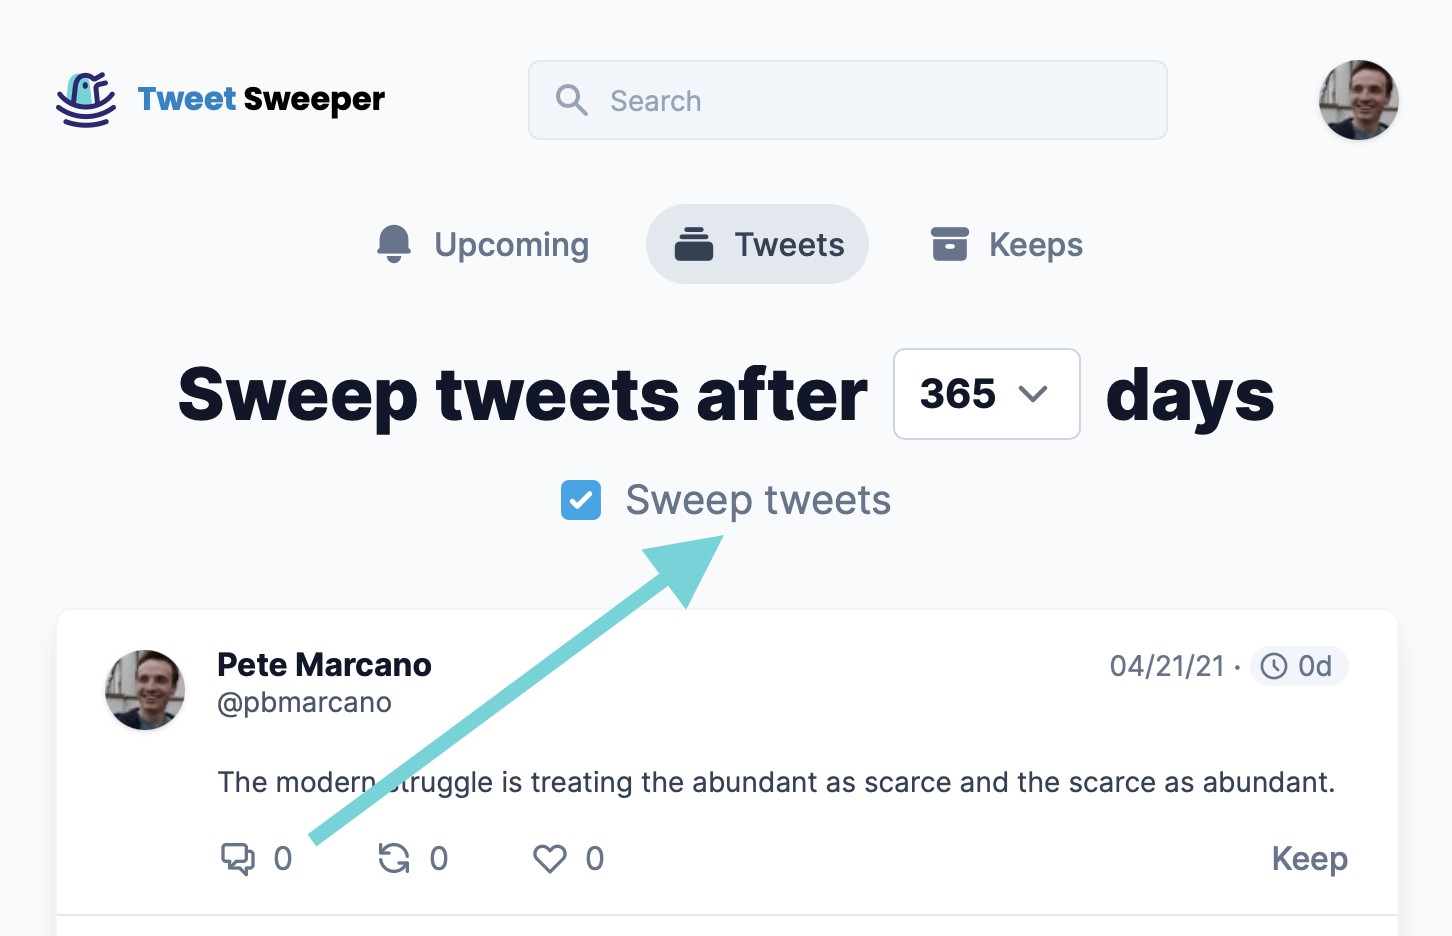 Tweet Sweeper
Search
Upcoming
Tweets
Keeps
Sweep tweets after 365 days
Sweep tweets
Pete Marcano
04/21/21 · 0d
@pbmarcano
The modern struggle is treating the abundant as scarce and the scarce as abundant.
0 0 0 Keep